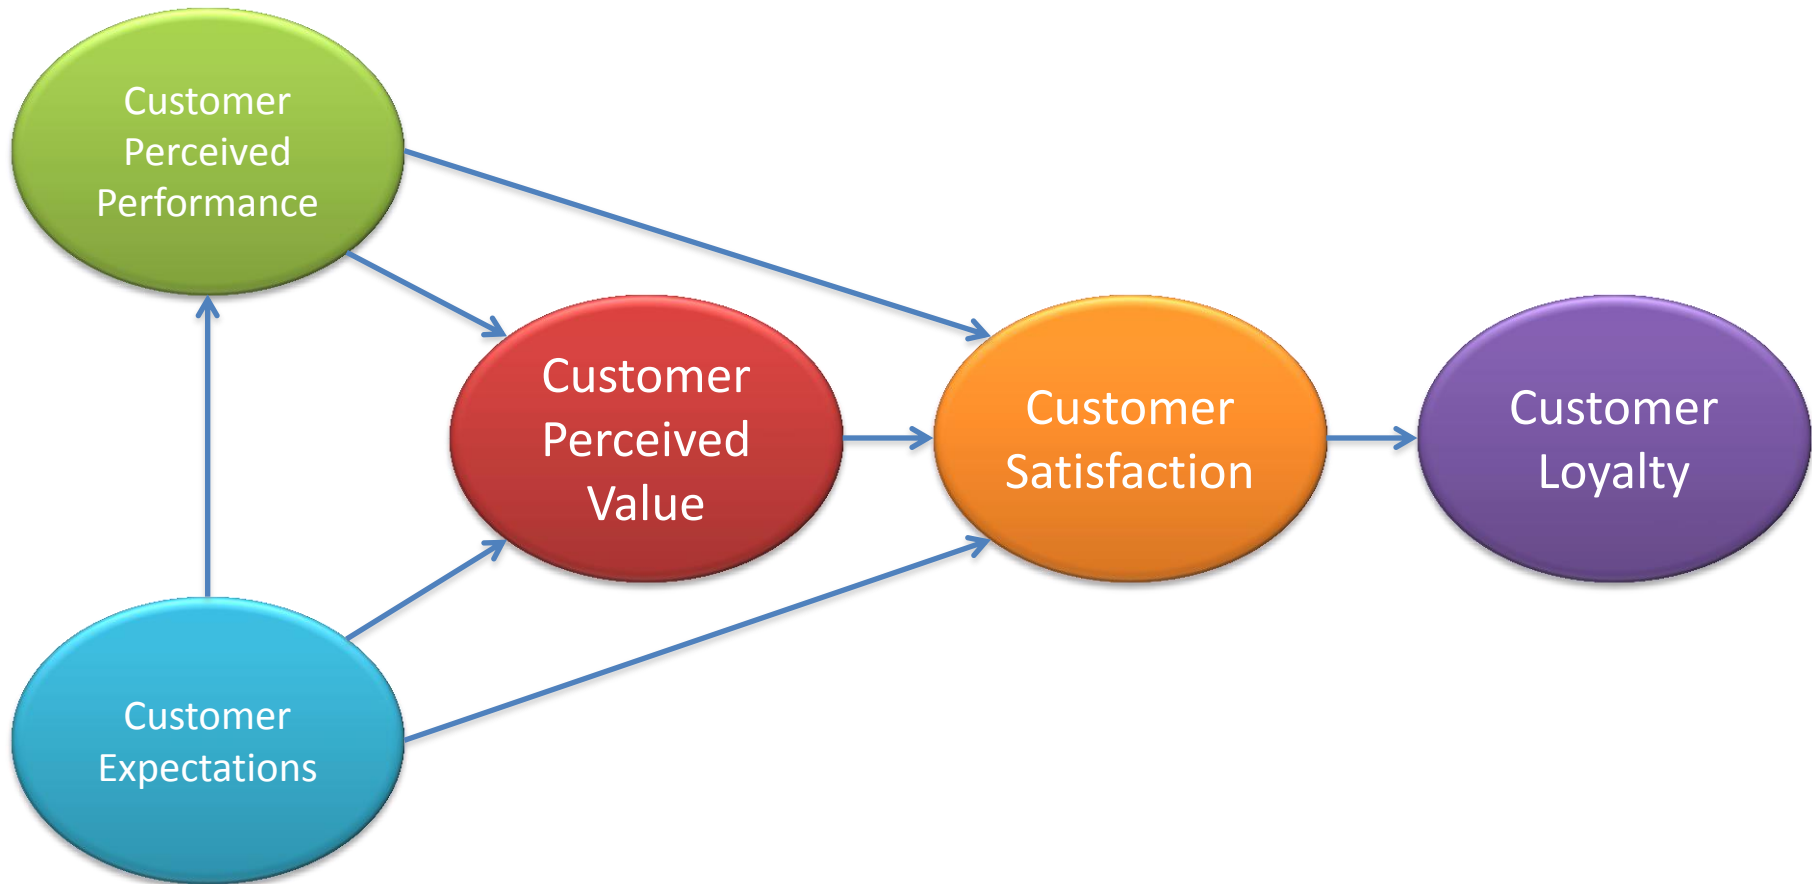 Customer
Perceived
Performance
Customer
Perceived
Value
Customer
Satisfaction
Customer
Loyalty
Customer
Expectations